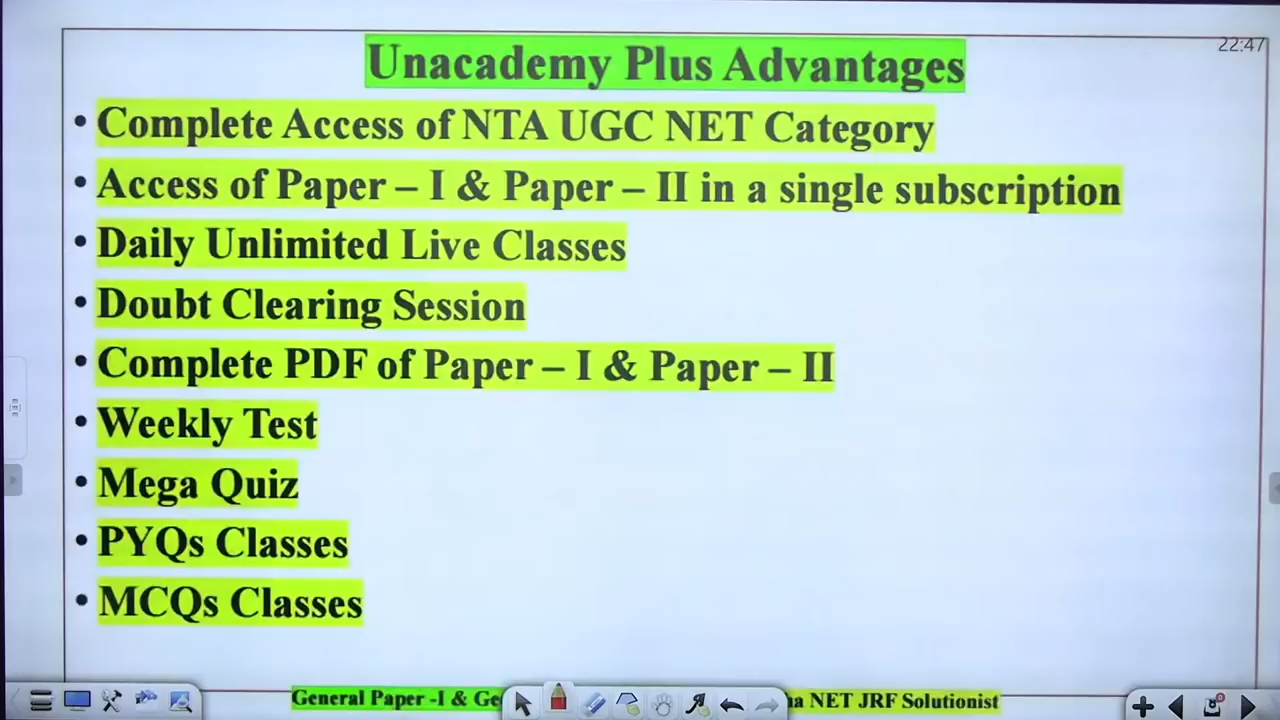 Unacademy Plus Advantages
22:47
• Complete Access of NTA UGC NET Category
• Access of Paper – I & Paper – II in a single subscription
• Daily Unlimited Live Classes
• Doubt Clearing Session
• Complete PDF of Paper – I & Paper – II
• Weekly Test
• Mega Quiz
• PYQs Classes
• MCQs Classes
General Paper -I & NET JRF Solutionist